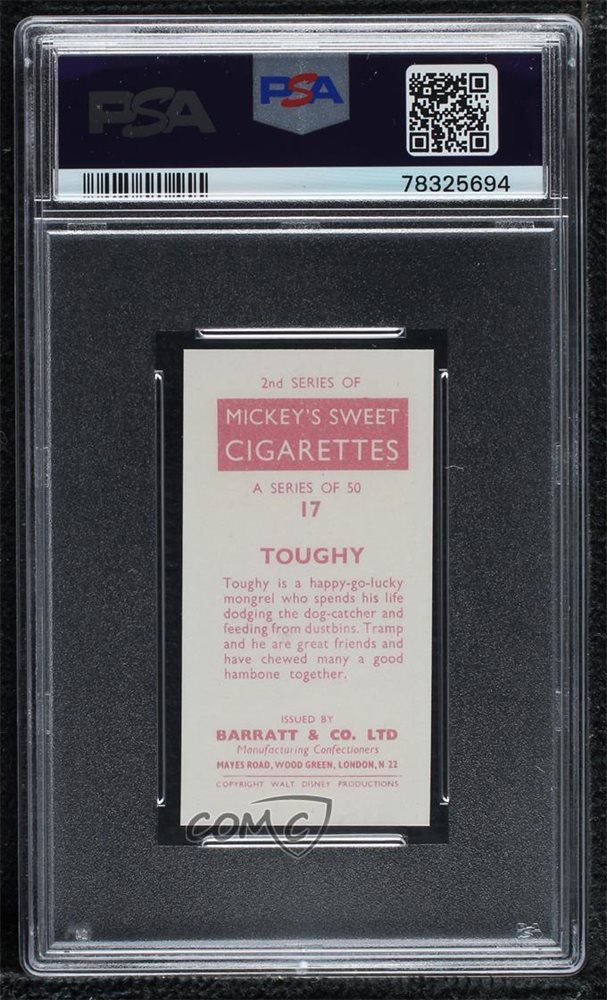 PSA
PSA
78325694
2nd SERIES OF
MICKEY'S SWEET
CIGARETTES
A SERIES OF 50
17
TOUGHY
Toughy is a happy-go-lucky
mongrel who spends his life
dodging the dog-catcher and
feeding from dustbins. Tramp
and he are great friends and
have chewed many a good
hambone together.
ISSUED BY
BARRATT & CO. LTD
Manufacturing Confectioners
MAYES ROAD, WOOD GREEN, LONDON, N 22
COPYRIGHT WALT DISNEY PRODUCTIONS
COMC